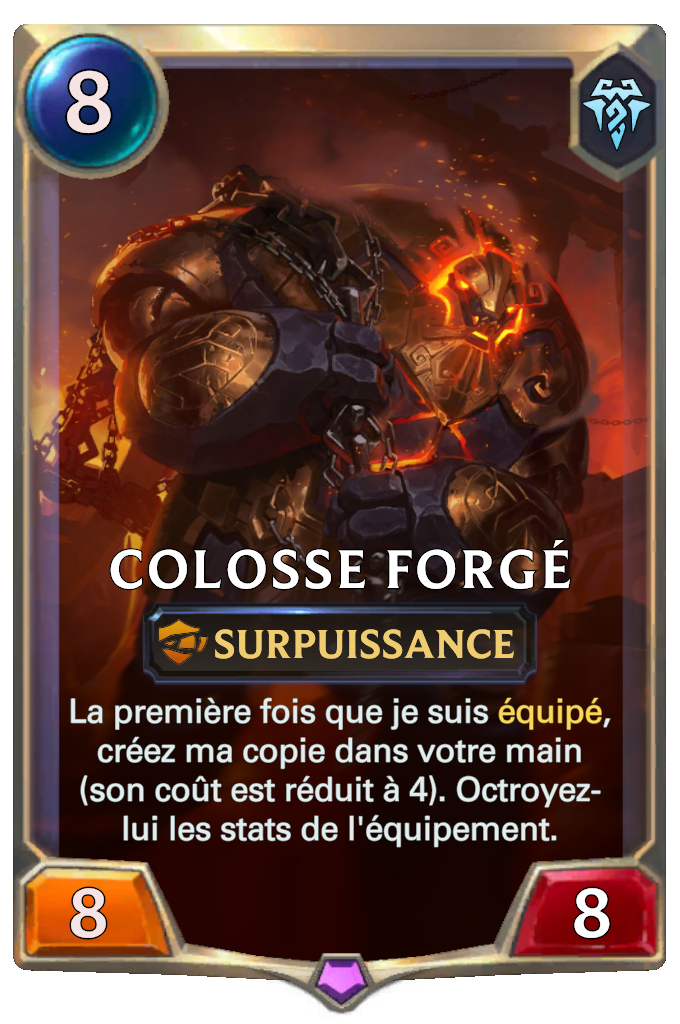 8
COLOSSE FORGÉ
SURPUISSANCE
La première fois que je suis équipé,
créez ma copie dans votre main
(son coût est réduit à 4). Octroyez-
lui les stats de l'équipement.
8 8